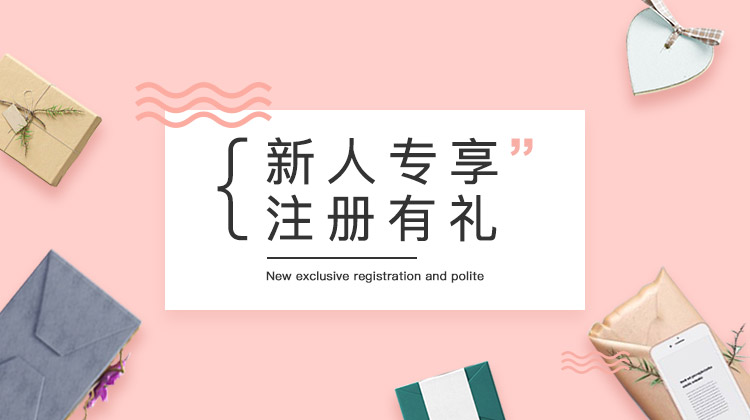 新人专享”
注册有礼
New exclusive registration and polite